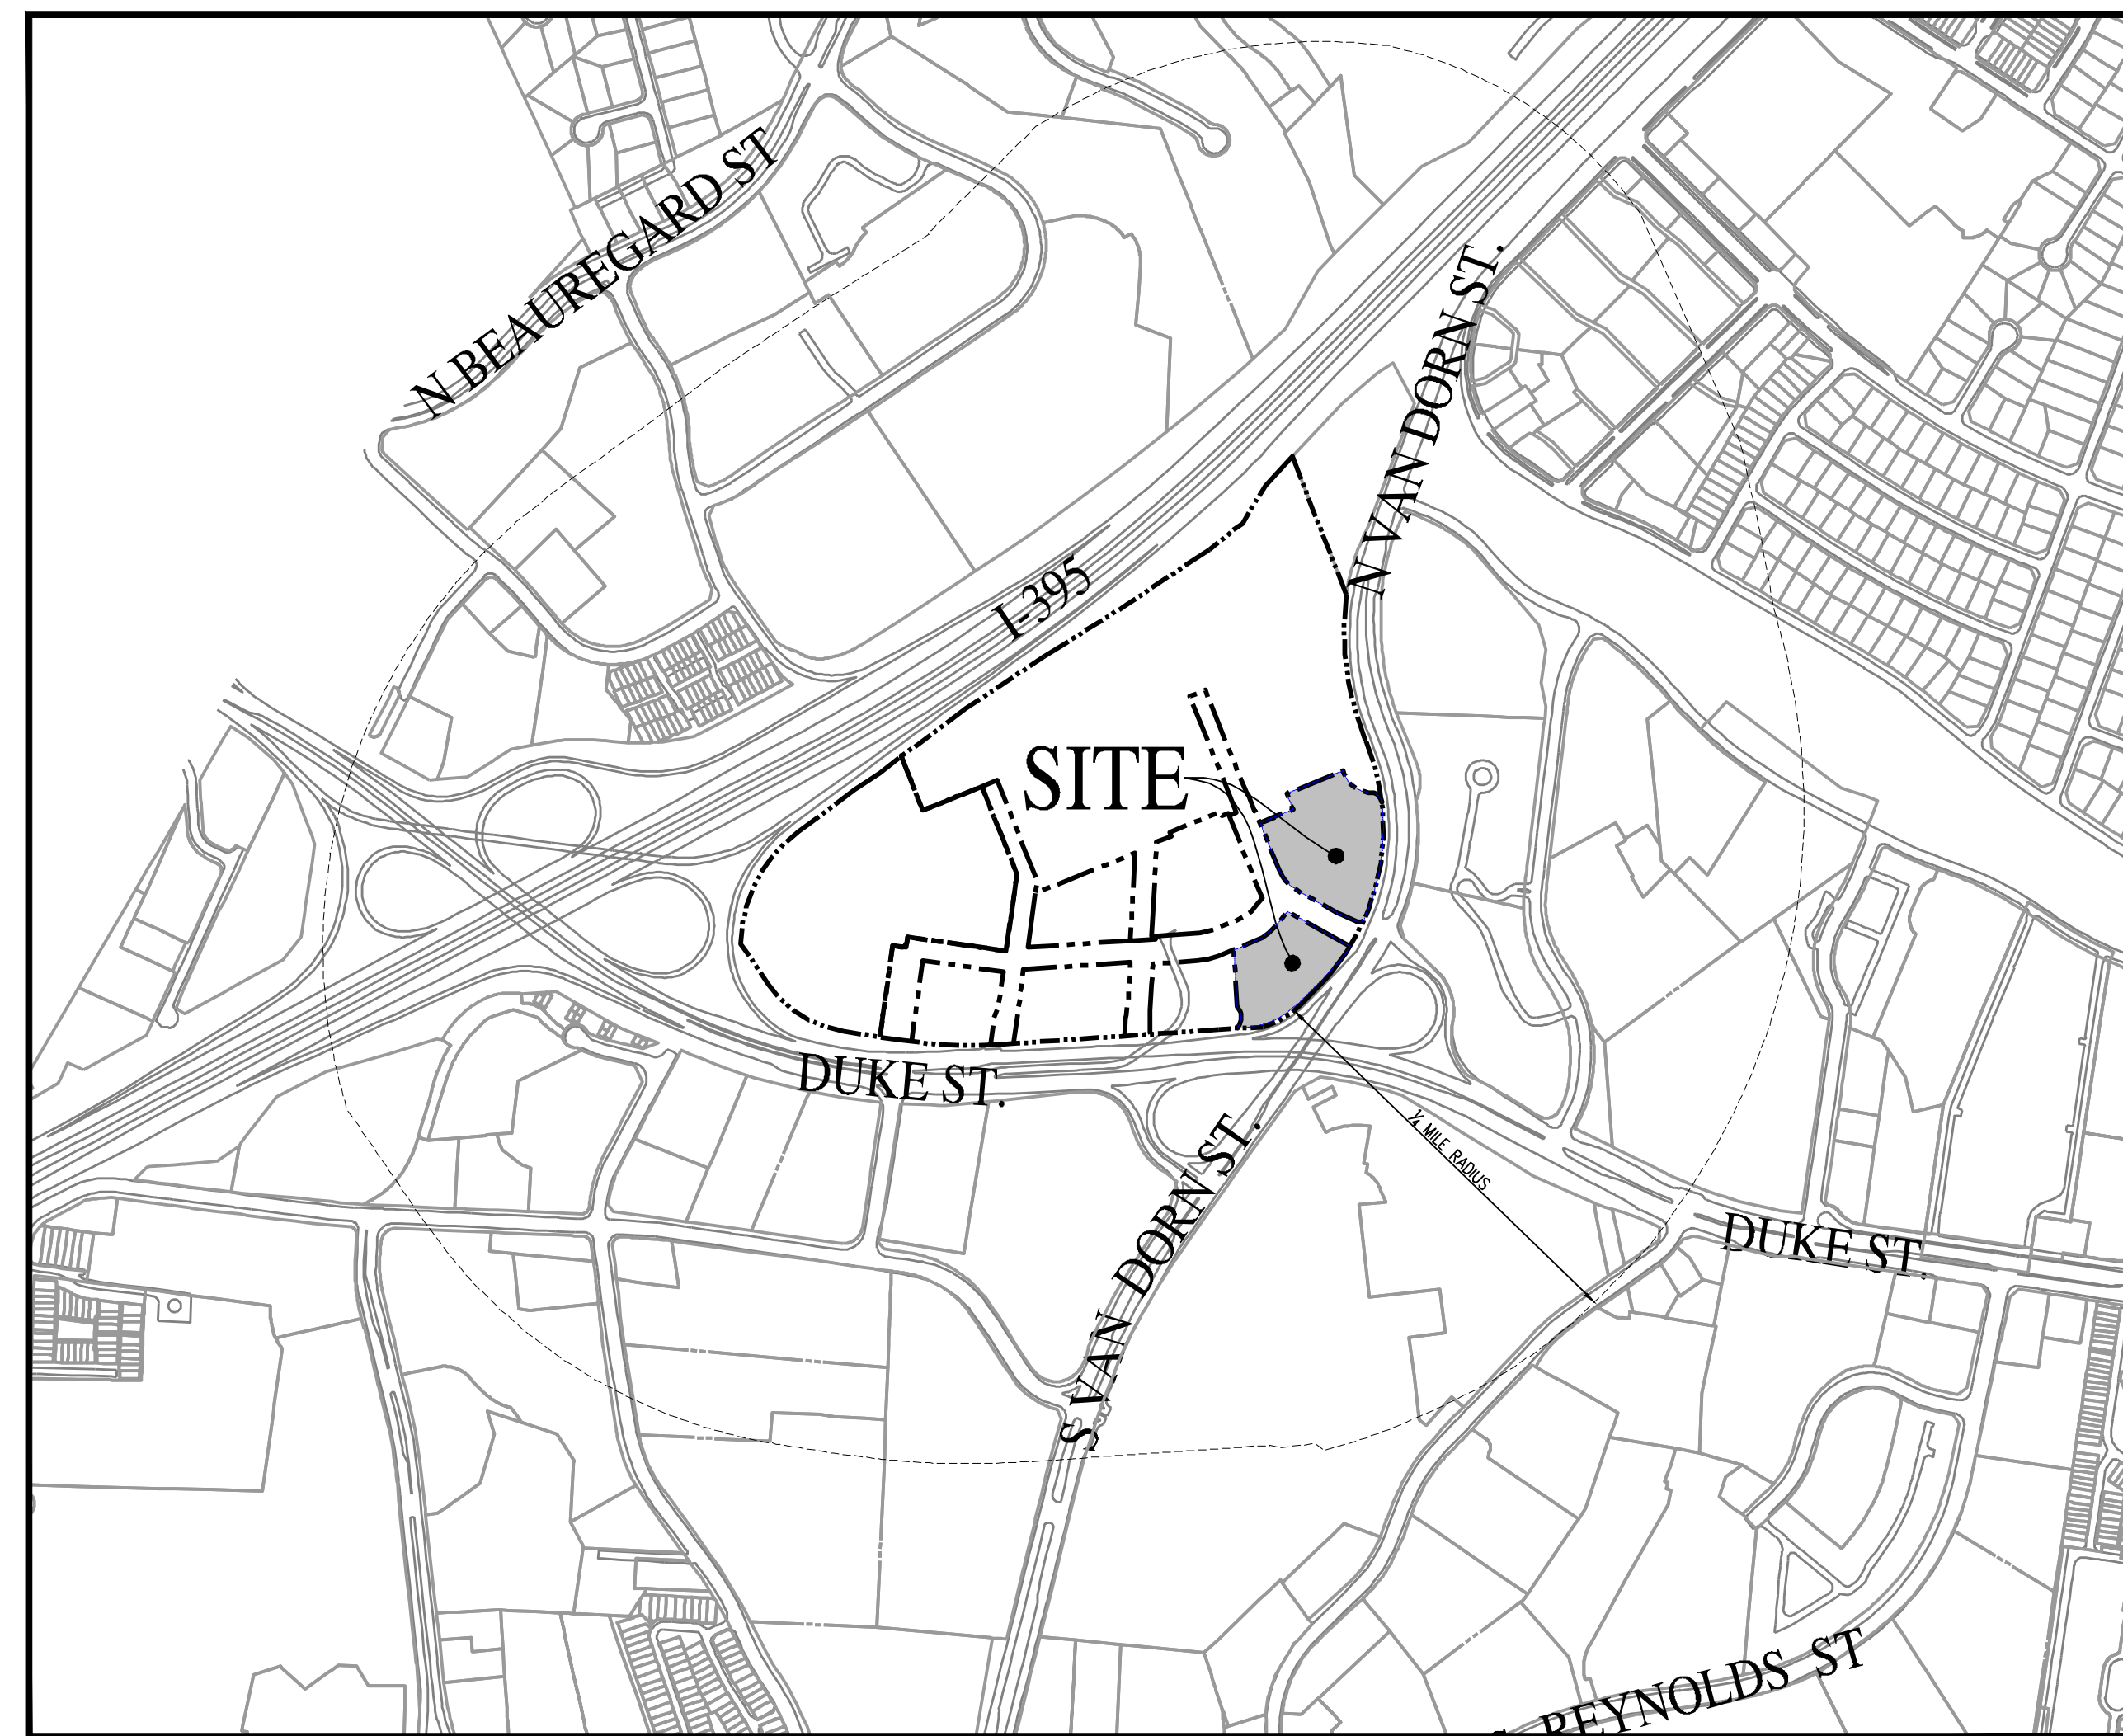 N BEAUREGARD ST
N VAN DORN ST.
I-395
SITE
DUKE ST.
S VAN DORN ST.
¼ MILE RADIUS
DUKE ST.
REYNOLDS ST